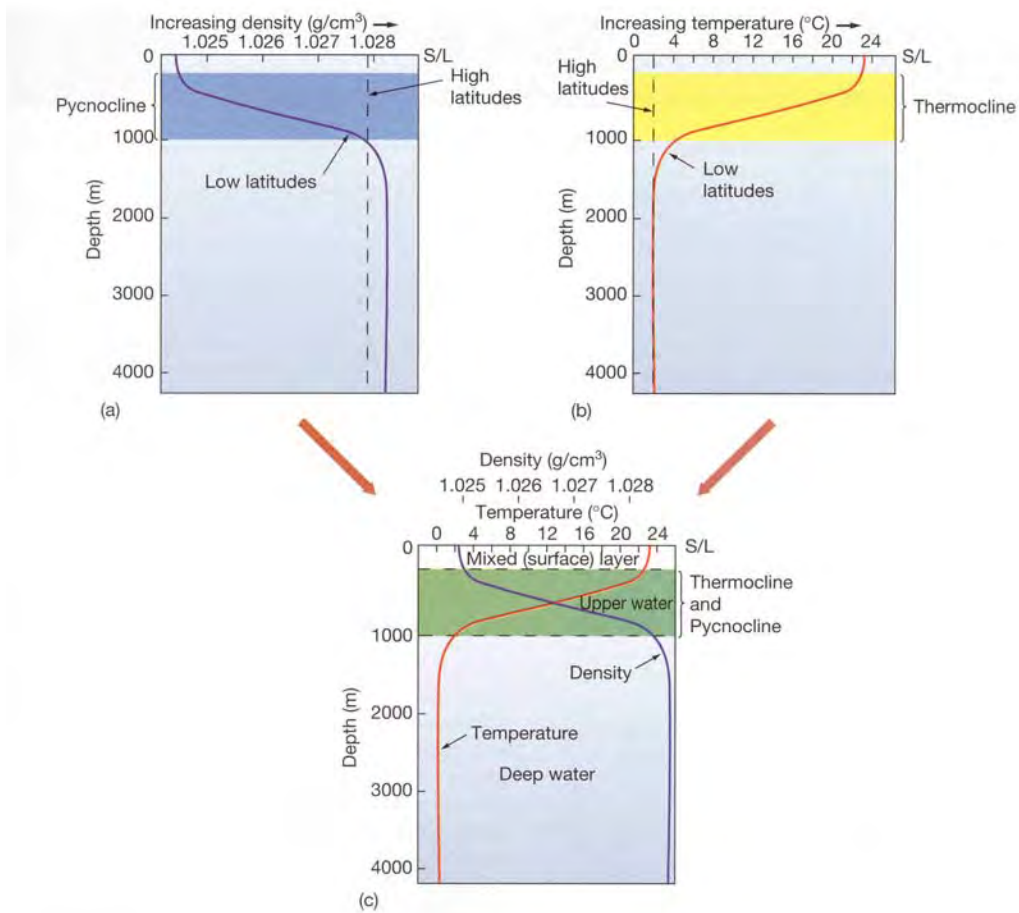 Increasing density (g/cm³)
1.025 1.026 1.027 1.028
S/L
0
1000
2000
3000
4000
Depth (m)
Pycnocline
High
latitudes
Low latitudes
(a)
Increasing temperature (°C)
0 4 8 12 16 20 24
S/L
0
1000
2000
3000
4000
Depth (m)
High
latitudes
Thermocline
Low
latitudes
(b)
Density (g/cm³)
1.025 1.026 1.027 1.028
Temperature (°C)
0 4 8 12 16 20 24
S/L
0
1000
2000
3000
4000
Depth (m)
Mixed (surface) layer
Upper water
Thermocline
and
Pycnocline
Density
Temperature
Deep water
(c)